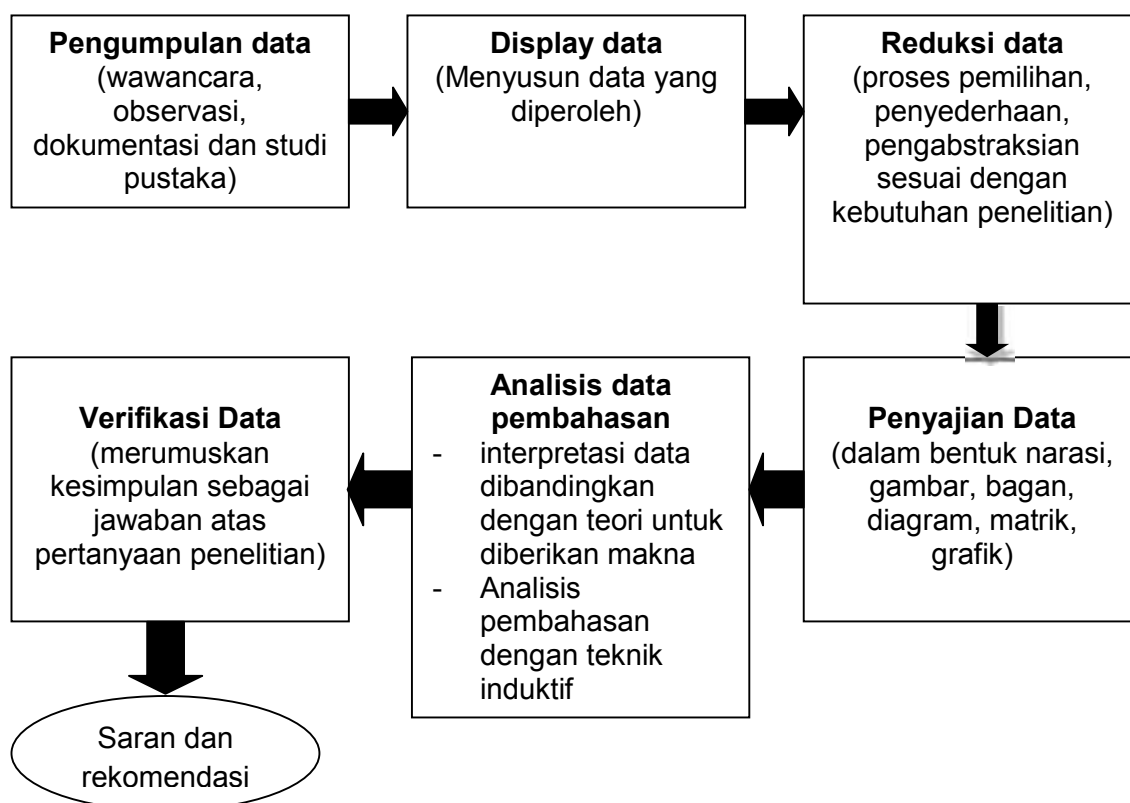 Pengumpulan data
(wawancara,
observasi,
dokumentasi dan studi
pustaka)
Display data
(Menyusun data yang
diperoleh)
Reduksi data
(proses pemilihan,
penyederhaan,
pengabstraksian
sesuai dengan
kebutuhan penelitian)
Penyajian Data
(dalam bentuk narasi,
gambar, bagan,
diagram, matrik,
grafik)
Analisis data
pembahasan
- interpretasi data
dibandingkan
dengan teori untuk
diberikan makna
- Analisis
pembahasan
dengan teknik
induktif
Verifikasi Data
(merumuskan
kesimpulan sebagai
jawaban atas
pertanyaan penelitian)
Saran dan
rekomendasi